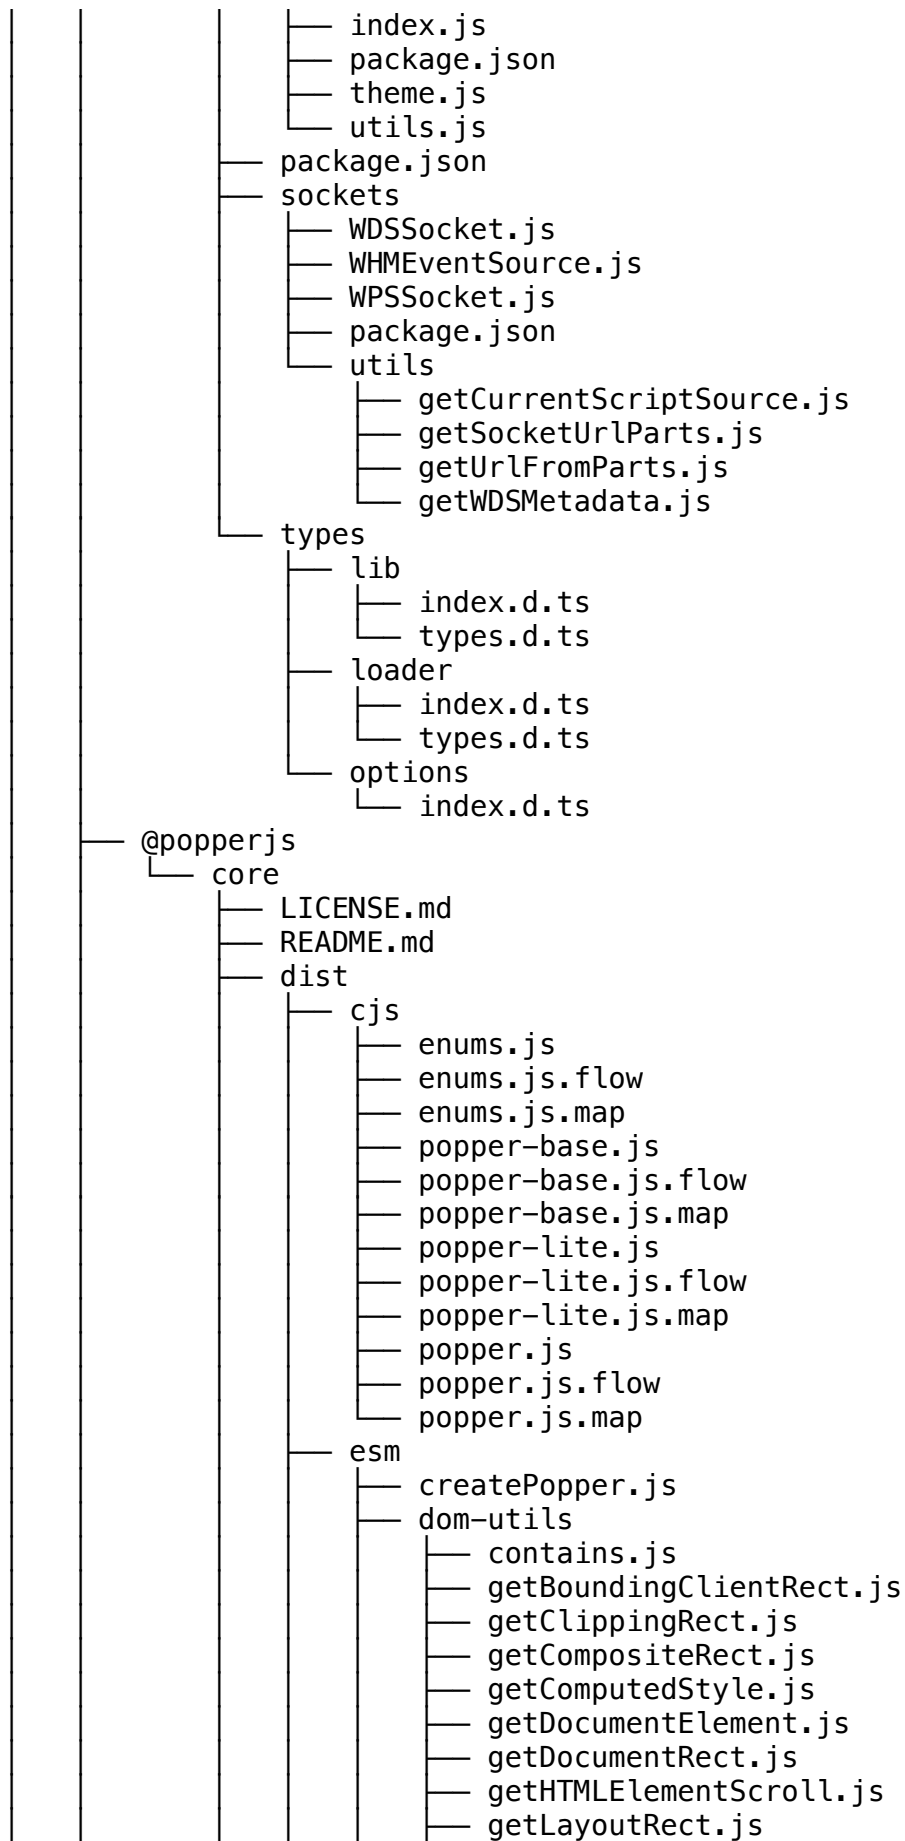 │   │       │   ├── index.js
│   │       │   ├── package.json
│   │       │   ├── theme.js
│   │       │   └── utils.js
│   │       ├── package.json
│   │       ├── sockets
│   │       │   ├── WDSSocket.js
│   │       │   ├── WHMEventSource.js
│   │       │   ├── WPSSocket.js
│   │       │   ├── package.json
│   │       │   └── utils
│   │       │       ├── getCurrentScriptSource.js
│   │       │       ├── getSocketUrlParts.js
│   │       │       ├── getUrlFromParts.js
│   │       │       └── getWDSMetadata.js
│   │       └── types
│   │           ├── lib
│   │           │   ├── index.d.ts
│   │           │   └── types.d.ts
│   │           ├── loader
│   │           │   ├── index.d.ts
│   │           │   └── types.d.ts
│   │           └── options
│   │               └── index.d.ts
│   ├── @popperjs
│   │   └── core
│   │       ├── LICENSE.md
│   │       ├── README.md
│   │       ├── dist
│   │       │   ├── cjs
│   │       │   │   ├── enums.js
│   │       │   │   ├── enums.js.flow
│   │       │   │   ├── enums.js.map
│   │       │   │   ├── popper-base.js
│   │       │   │   ├── popper-base.js.flow
│   │       │   │   ├── popper-base.js.map
│   │       │   │   ├── popper-lite.js
│   │       │   │   ├── popper-lite.js.flow
│   │       │   │   ├── popper-lite.js.map
│   │       │   │   ├── popper.js
│   │       │   │   ├── popper.js.flow
│   │       │   │   └── popper.js.map
│   │       │   ├── esm
│   │       │   │   ├── createPopper.js
│   │       │   │   ├── dom-utils
│   │       │   │   │   ├── contains.js
│   │       │   │   │   ├── getBoundingClientRect.js
│   │       │   │   │   ├── getClippingRect.js
│   │       │   │   │   ├── getCompositeRect.js
│   │       │   │   │   ├── getComputedStyle.js
│   │       │   │   │   ├── getDocumentElement.js
│   │       │   │   │   ├── getDocumentRect.js
│   │       │   │   │   ├── getHTMLElementScroll.js
│   │       │   │   │   ├── getLayoutRect.js